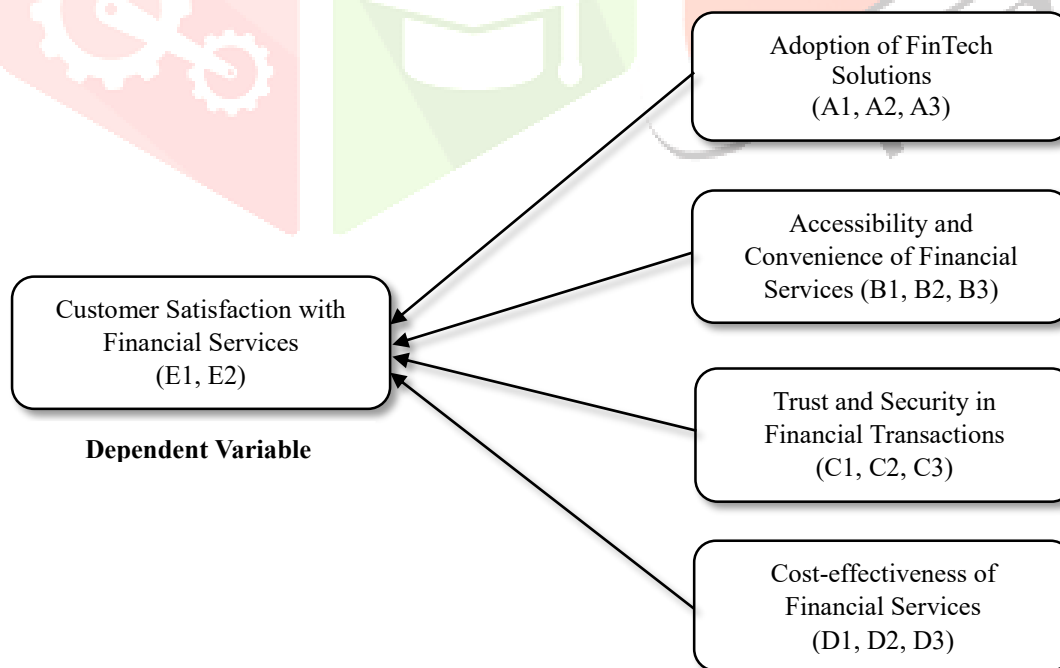 Adoption of FinTech
Solutions
(A1, A2, A3)
Accessibility and
Convenience of Financial
Services (B1, B2, B3)
Customer Satisfaction with
Financial Services
(E1, E2)
Dependent Variable
Trust and Security in
Financial Transactions
(C1, C2, C3)
Cost-effectiveness of
Financial Services
(D1, D2, D3)